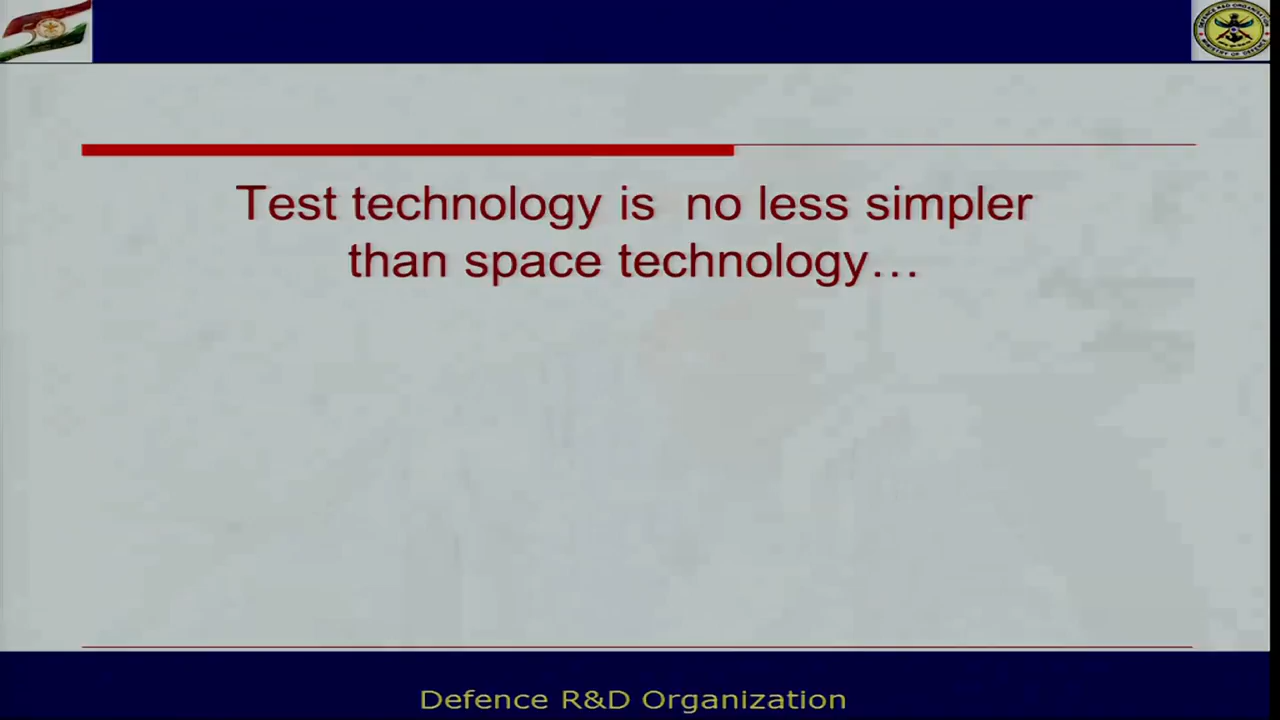 Test technology is no less simpler
than space technology...
Defence R&D Organization